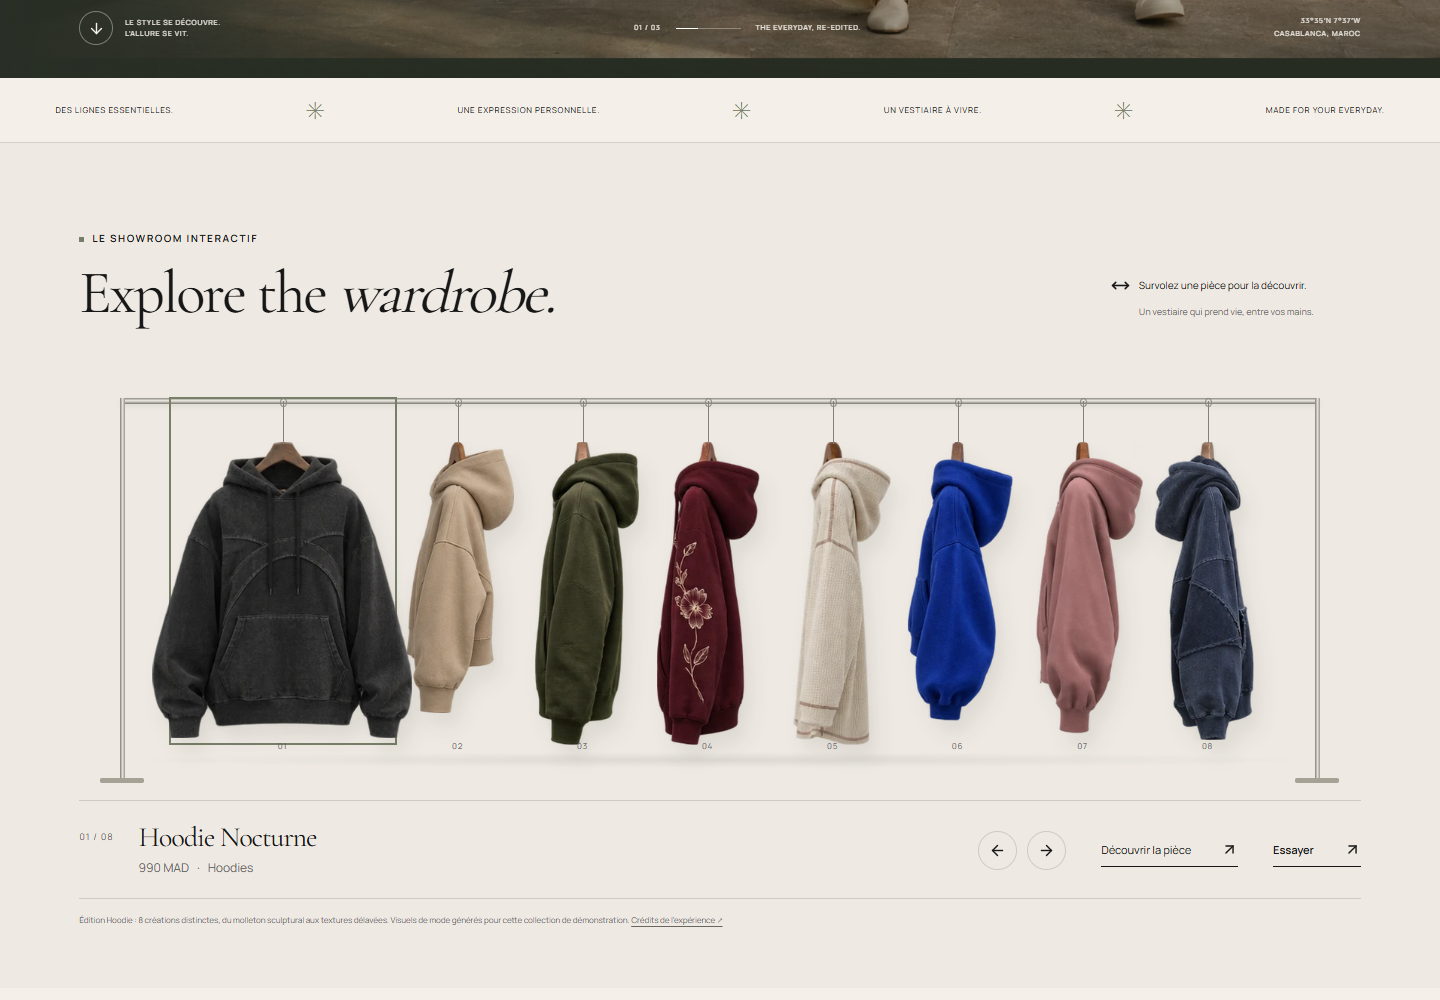 LE STYLE SE DÉCOUVRE.
L'ALLURE SE VIT.
01 / 03
THE EVERYDAY, RE-EDITED.
33°35'N 7°37'W
CASABLANCA, MAROC
DES LIGNES ESSENTIELLES.
UNE EXPRESSION PERSONNELLE.
UN VESTIAIRE À VIVRE.
MADE FOR YOUR EVERYDAY.
LE SHOWROOM INTERACTIF
Explore the wardrobe.
Survolez une pièce pour la découvrir.
Un vestiaire qui prend vie, entre vos mains.
01
02
03
04
05
06
07
08
01 / 08
Hoodie Nocturne
990 MAD · Hoodies
Découvrir la pièce
Essayer
Édition Hoodie : 8 créations distinctes, du molleton sculptural aux textures délavées. Visuels de mode générés pour cette collection de démonstration. Crédits de l'expérience ↗